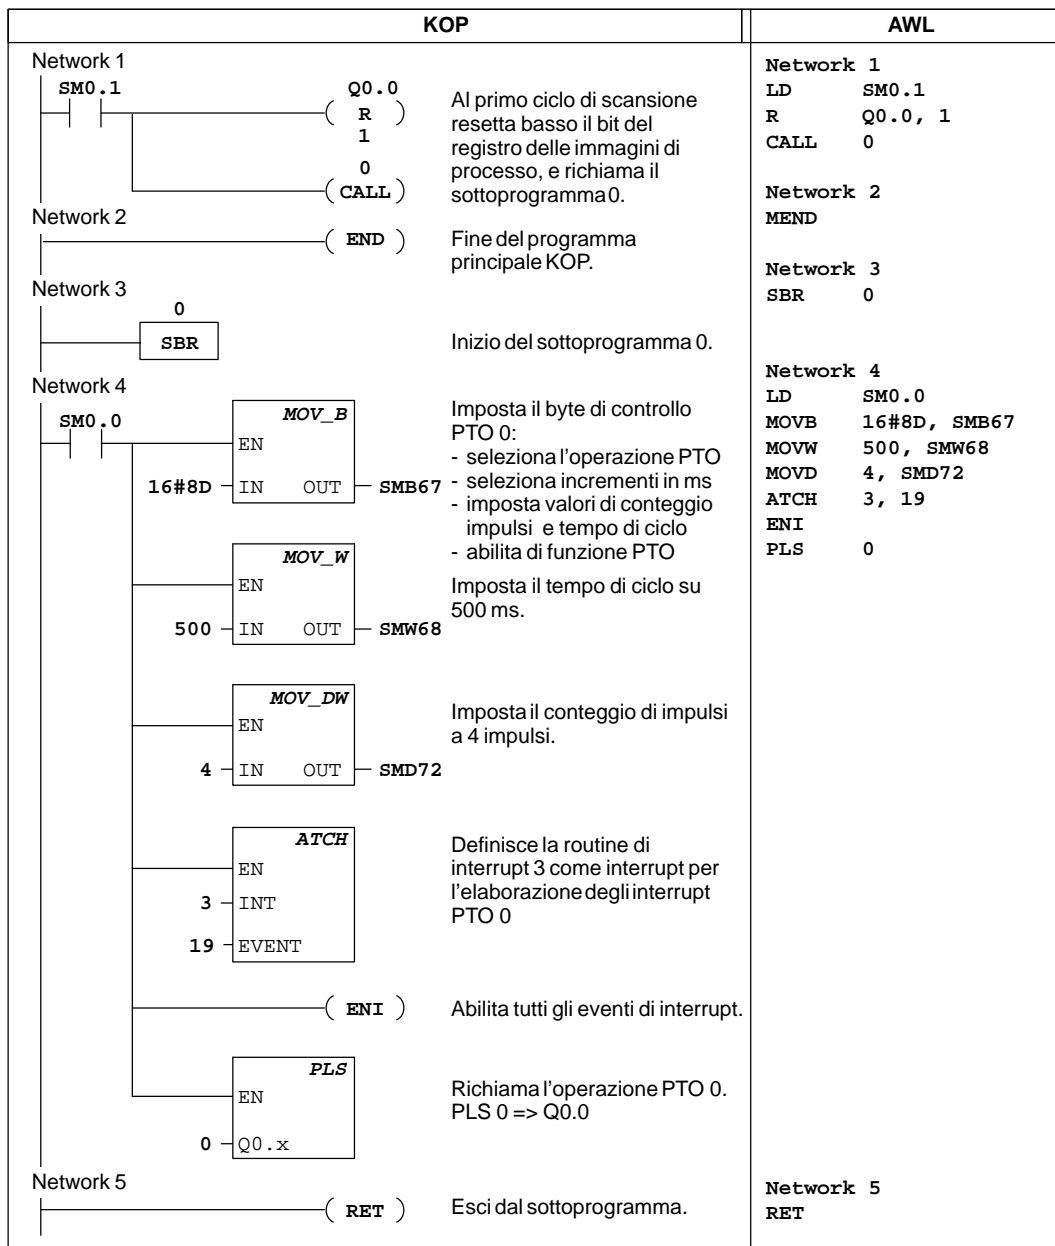 KOP
AWL
Network 1
SM0.1
Q0.0
( R )
1
0
( CALL )
Al primo ciclo di scansione
resetta basso il bit del
registro delle immagini di
processo, e richiama il
sottoprogramma 0.
Network 2
( END )
Fine del programma
principale KOP.
Network 3
0
SBR
Inizio del sottoprogramma 0.
Network 4
SM0.0
MOV_B
EN
16#8D IN OUT SMB67
Imposta il byte di controllo
PTO 0:
- seleziona l'operazione PTO
- seleziona incrementi in ms
- imposta valori di conteggio
impulsi e tempo di ciclo
- abilita di funzione PTO
MOV_W
EN
500 IN OUT SMW68
Imposta il tempo di ciclo su
500 ms.
MOV_DW
EN
4 IN OUT SMD72
Imposta il conteggio di impulsi
a 4 impulsi.
ATCH
EN
3 INT
19 EVENT
Definisce la routine di
interrupt 3 come interrupt per
l'elaborazione degli interrupt
PTO 0
( ENI )
Abilita tutti gli eventi di interrupt.
PLS
EN
0 Q0.x
Richiama l'operazione PTO 0.
PLS 0 => Q0.0
Network 5
( RET )
Esci dal sottoprogramma.
Network 1
LD SM0.1
R Q0.0, 1
CALL 0
Network 2
MEND
Network 3
SBR 0
Network 4
LD SM0.0
MOVB 16#8D, SMB67
MOVW 500, SMW68
MOVD 4, SMD72
ATCH 3, 19
ENI
PLS 0
Network 5
RET